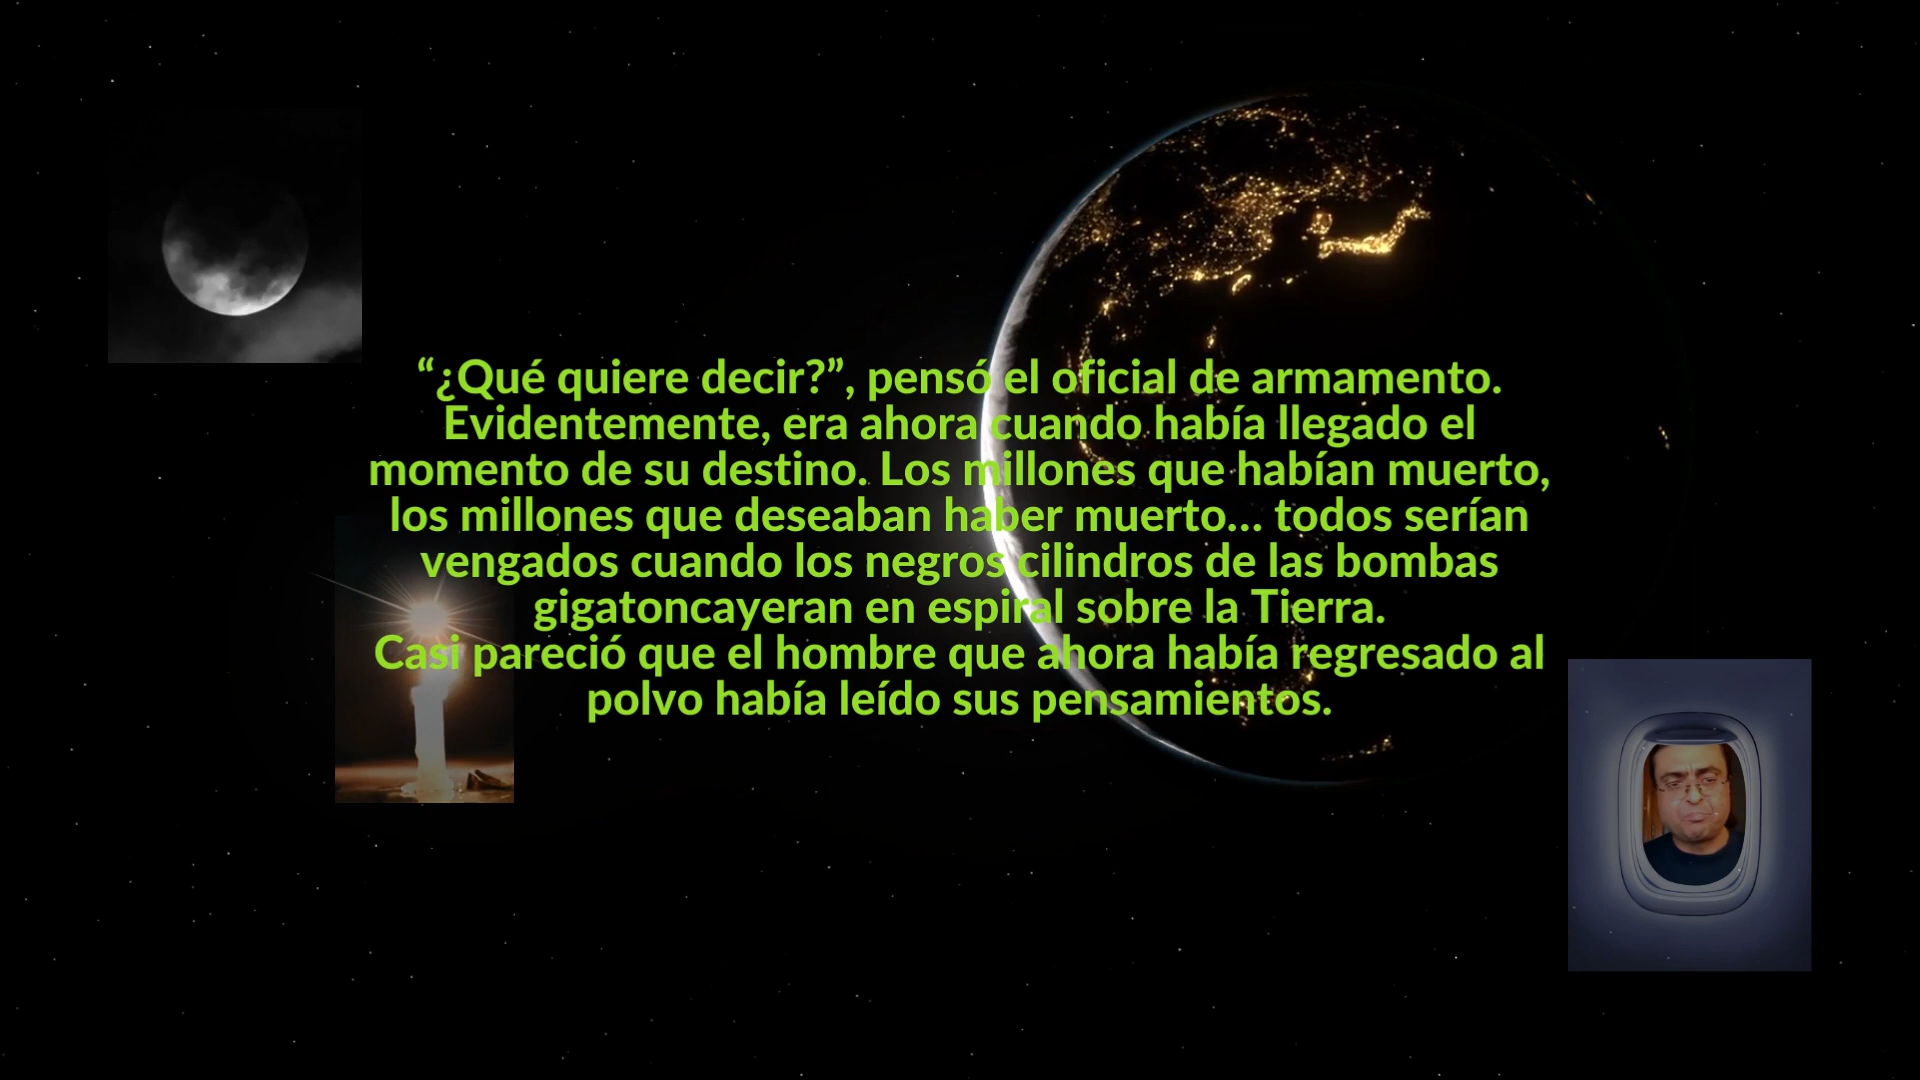 “¿Qué quiere decir?”, pensó el oficial de armamento.
Evidentemente, era ahora cuando había llegado el
momento de su destino. Los millones que habían muerto,
los millones que deseaban haber muerto... todos serían
vengados cuando los negros cilindros de las bombas
gigatoncayeran en espiral sobre la Tierra.
Casi pareció que el hombre que ahora había regresado al
polvo había leído sus pensamientos.